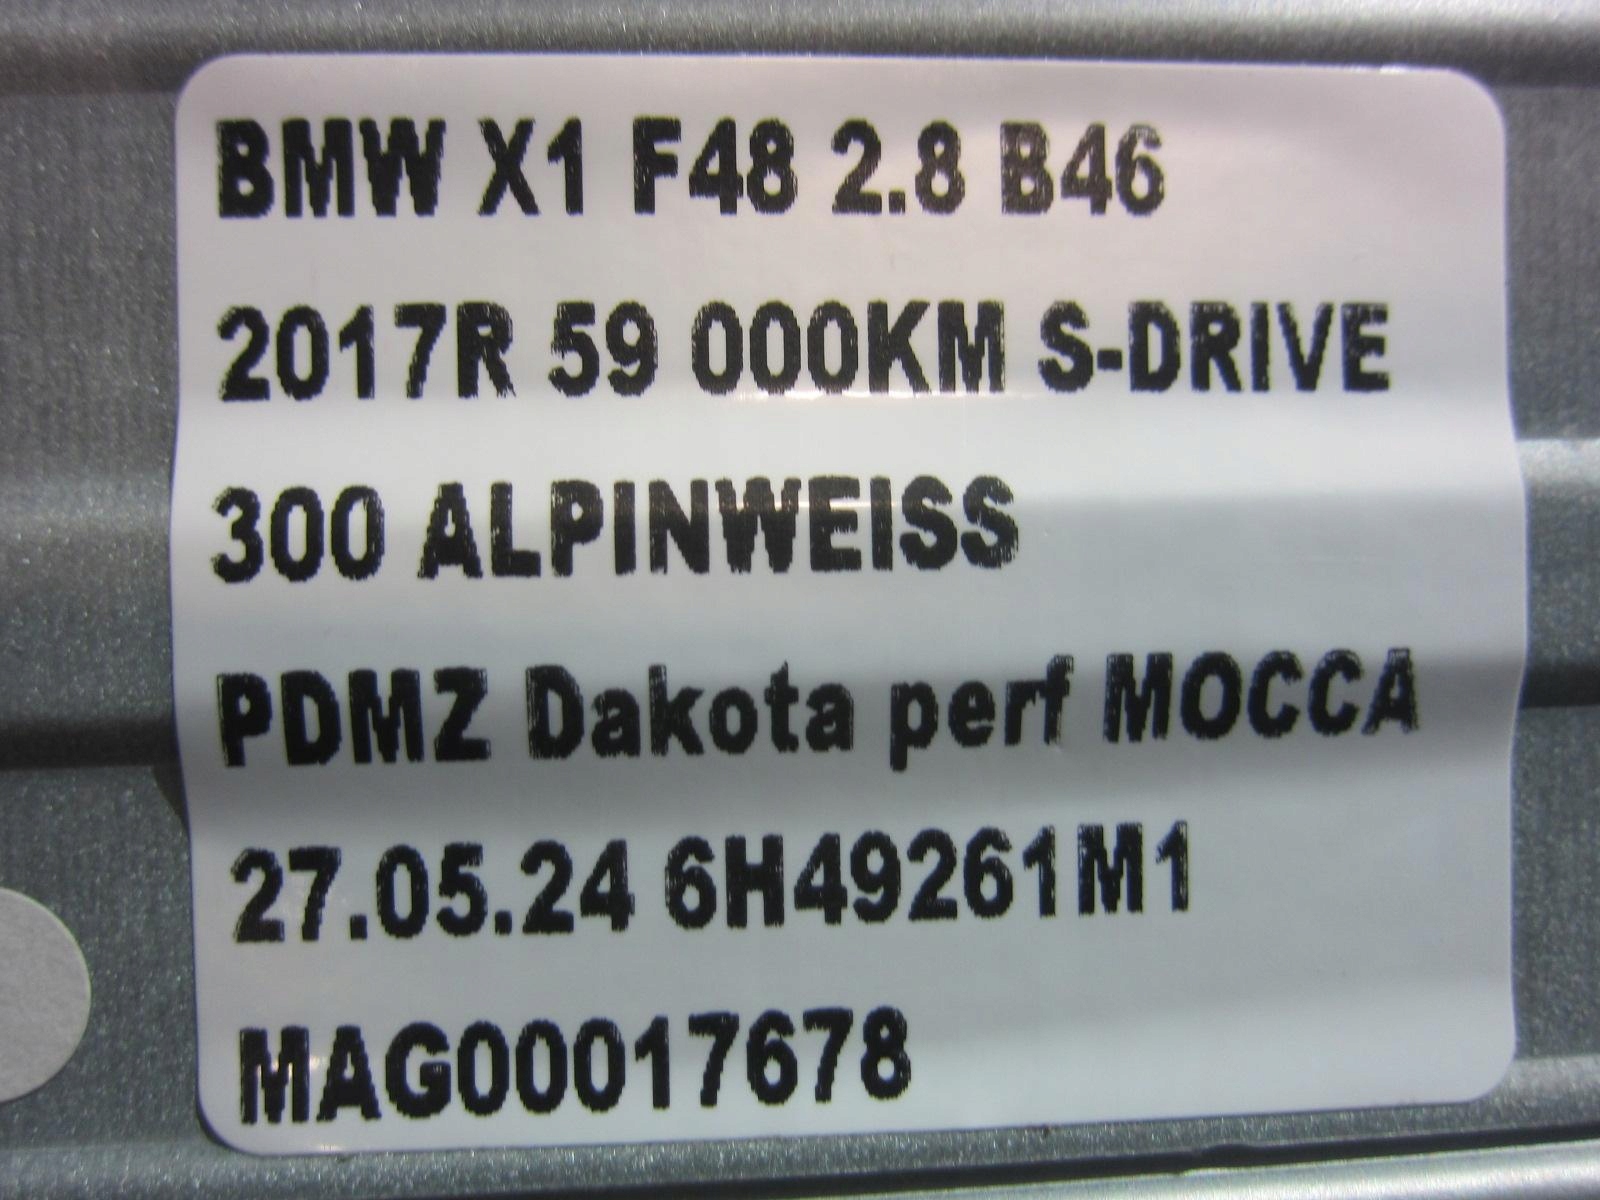 BMW X1 F48 2.8 B46
2017R 59 000KM S-DRIVE
300 ALPINWEISS
PDMZ Dakota perf MOCCA
27.05.24 6H49261M1
MAG00017678